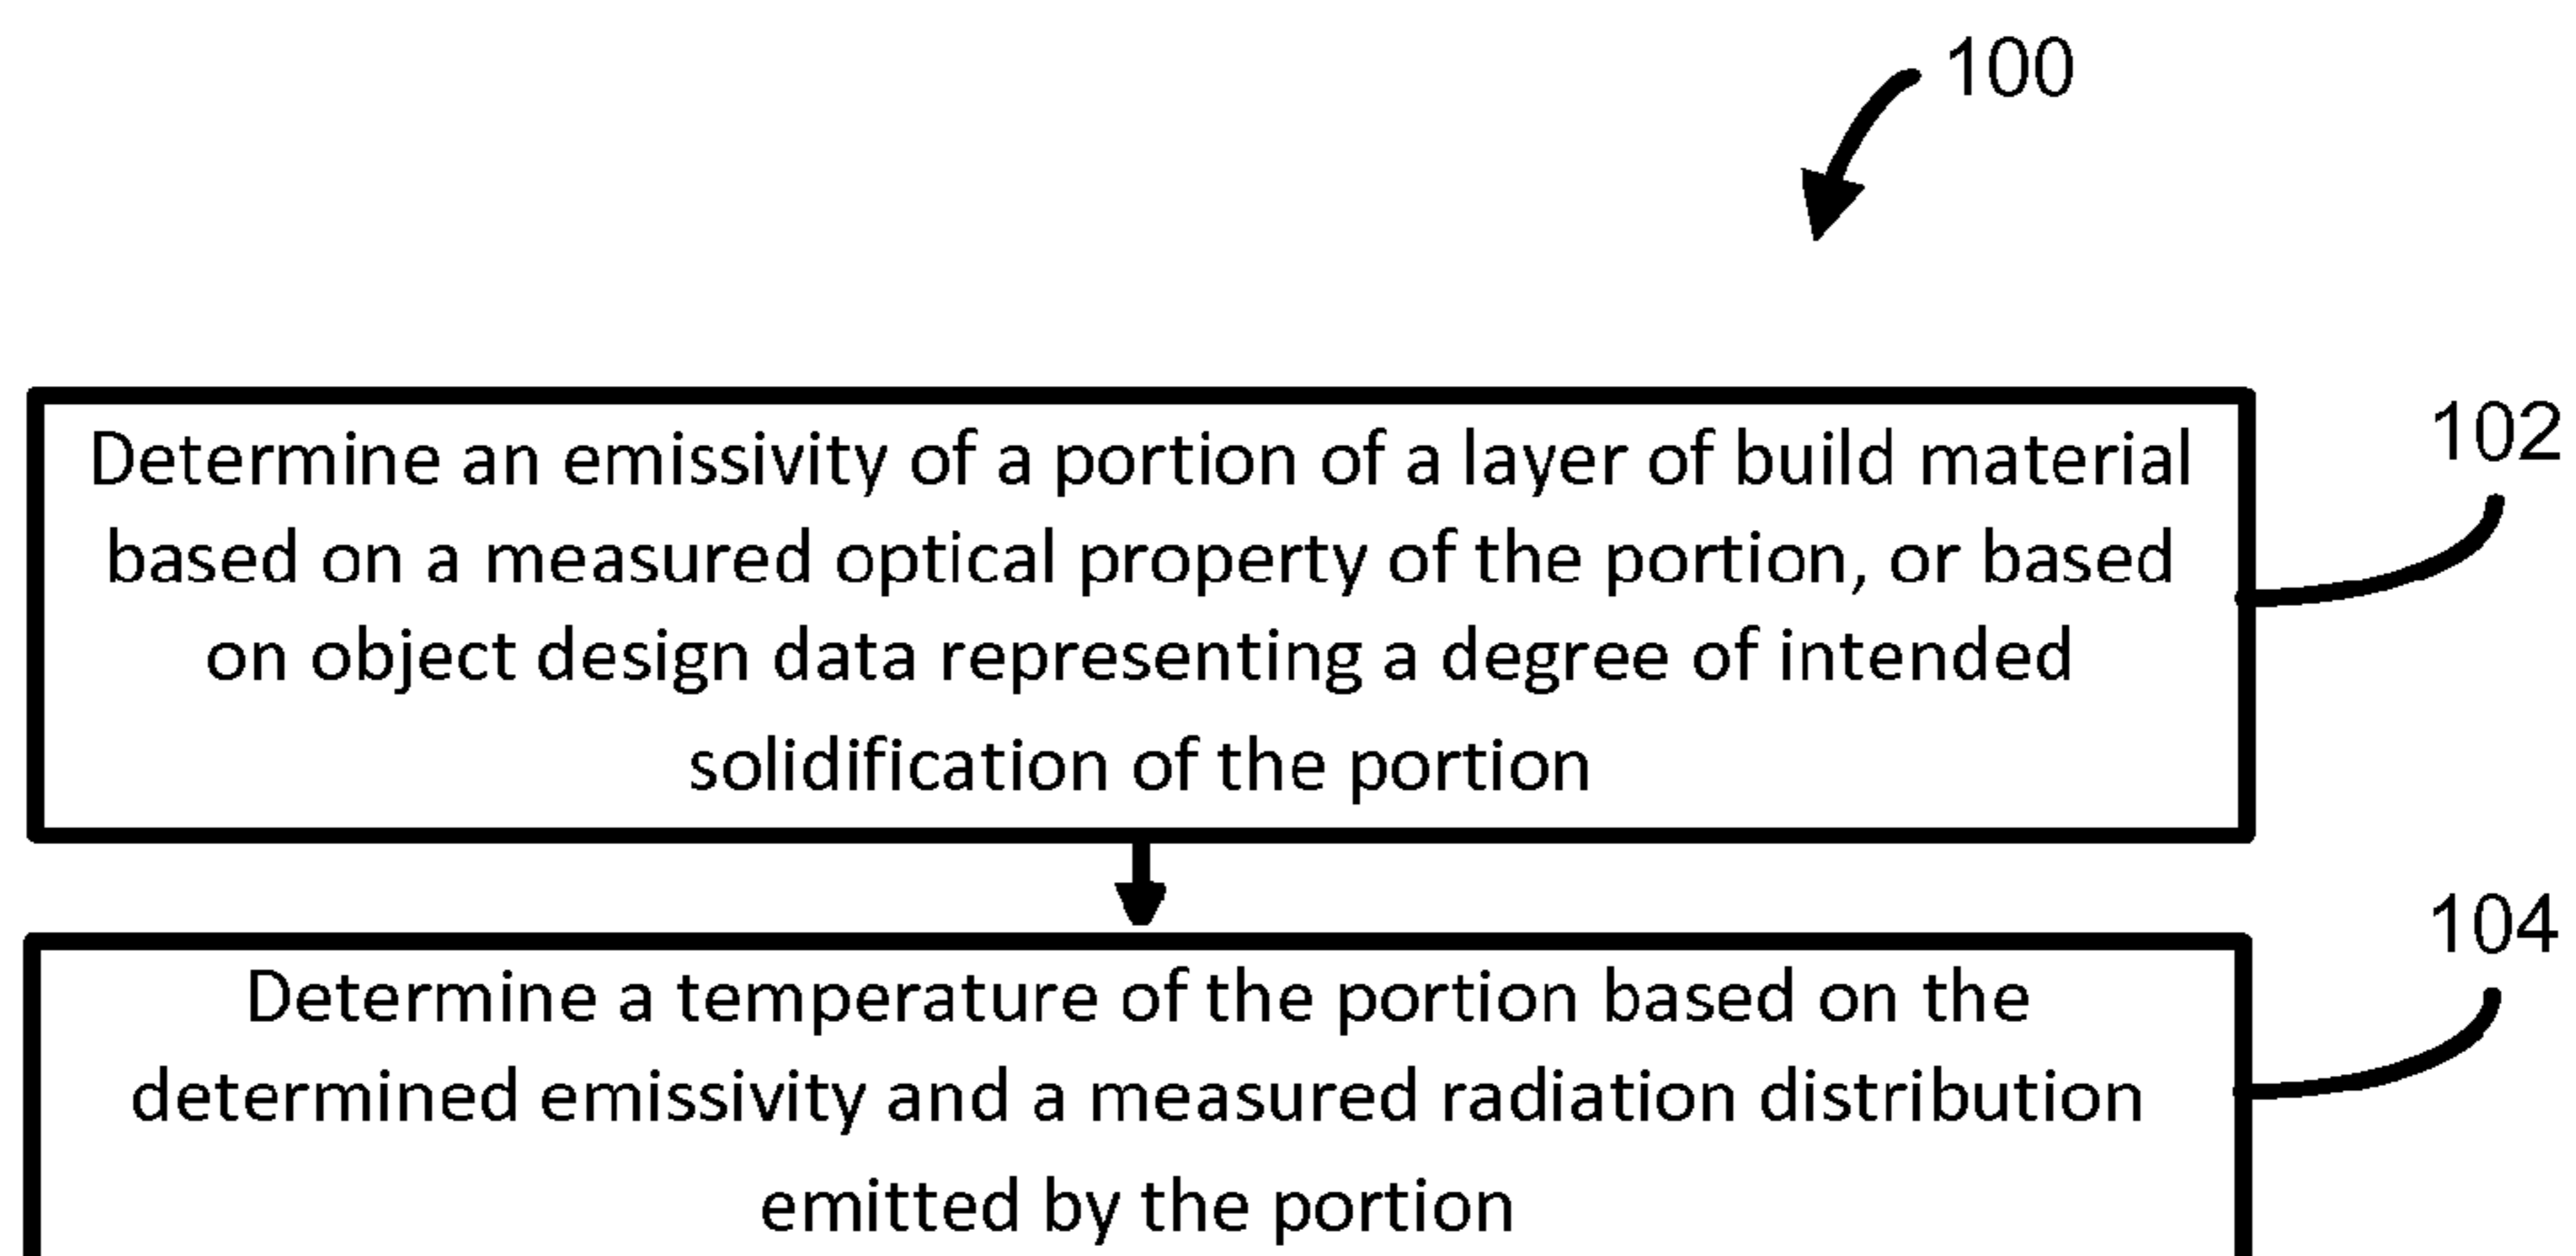 100
Determine an emissivity of a portion of a layer of build material
based on a measured optical property of the portion, or based
on object design data representing a degree of intended
solidification of the portion
102
Determine a temperature of the portion based on the
determined emissivity and a measured radiation distribution
emitted by the portion
104